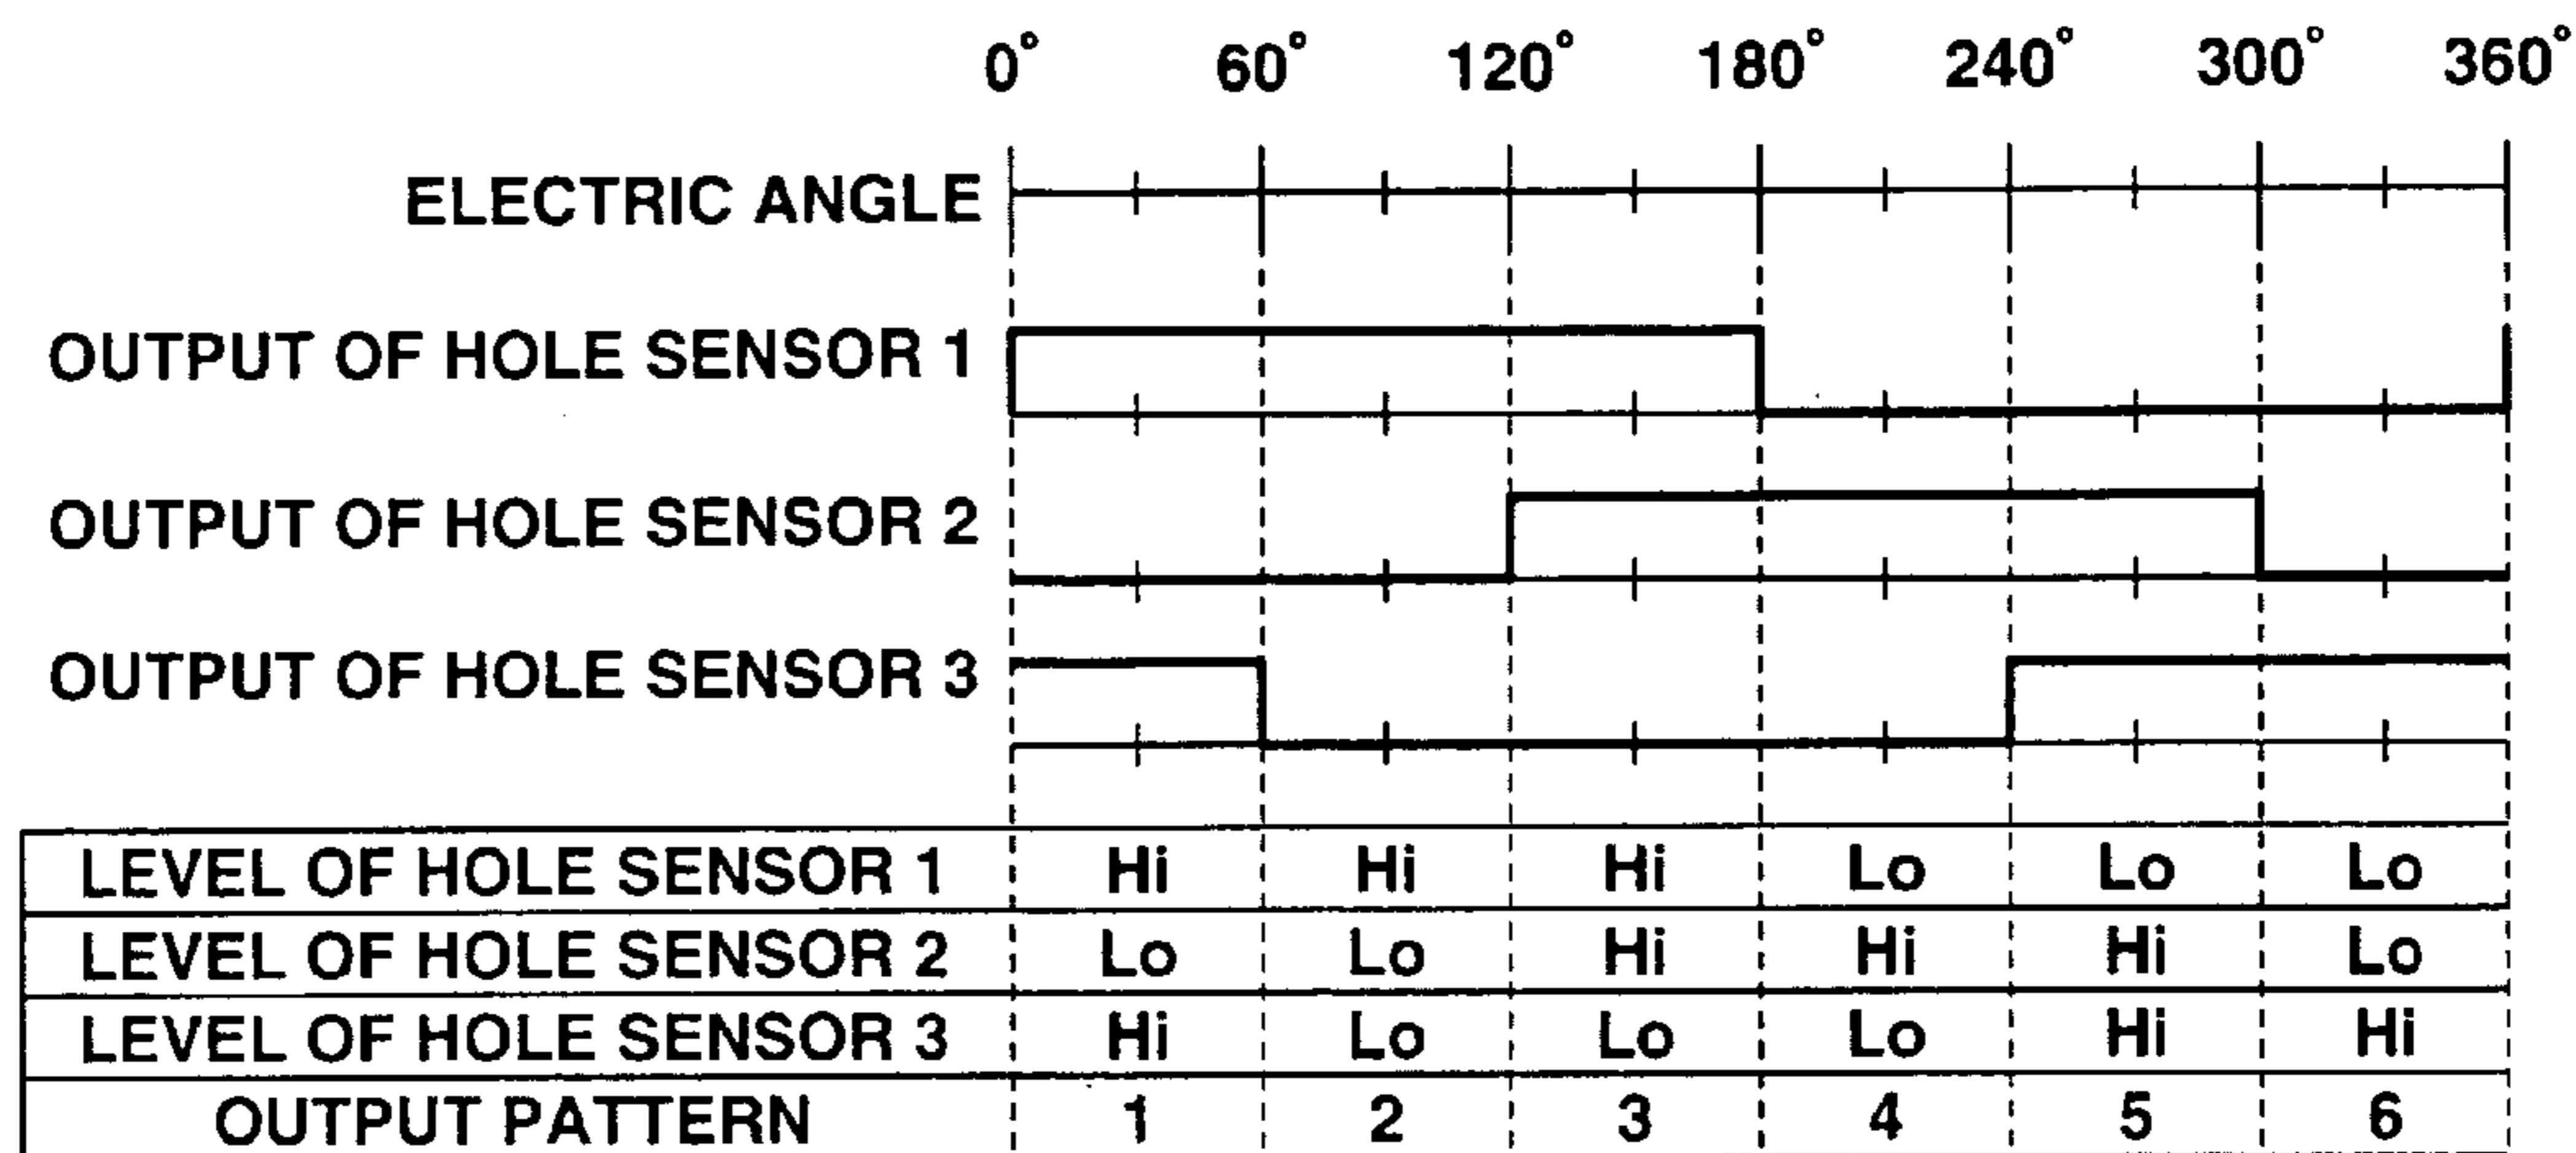 0° 60° 120° 180° 240° 300° 360°
ELECTRIC ANGLE
OUTPUT OF HOLE SENSOR 1
OUTPUT OF HOLE SENSOR 2
OUTPUT OF HOLE SENSOR 3
LEVEL OF HOLE SENSOR 1 Hi Hi Hi Lo Lo Lo
LEVEL OF HOLE SENSOR 2 Lo Lo Hi Hi Hi Lo
LEVEL OF HOLE SENSOR 3 Hi Lo Lo Lo Hi Hi
OUTPUT PATTERN 1 2 3 4 5 6